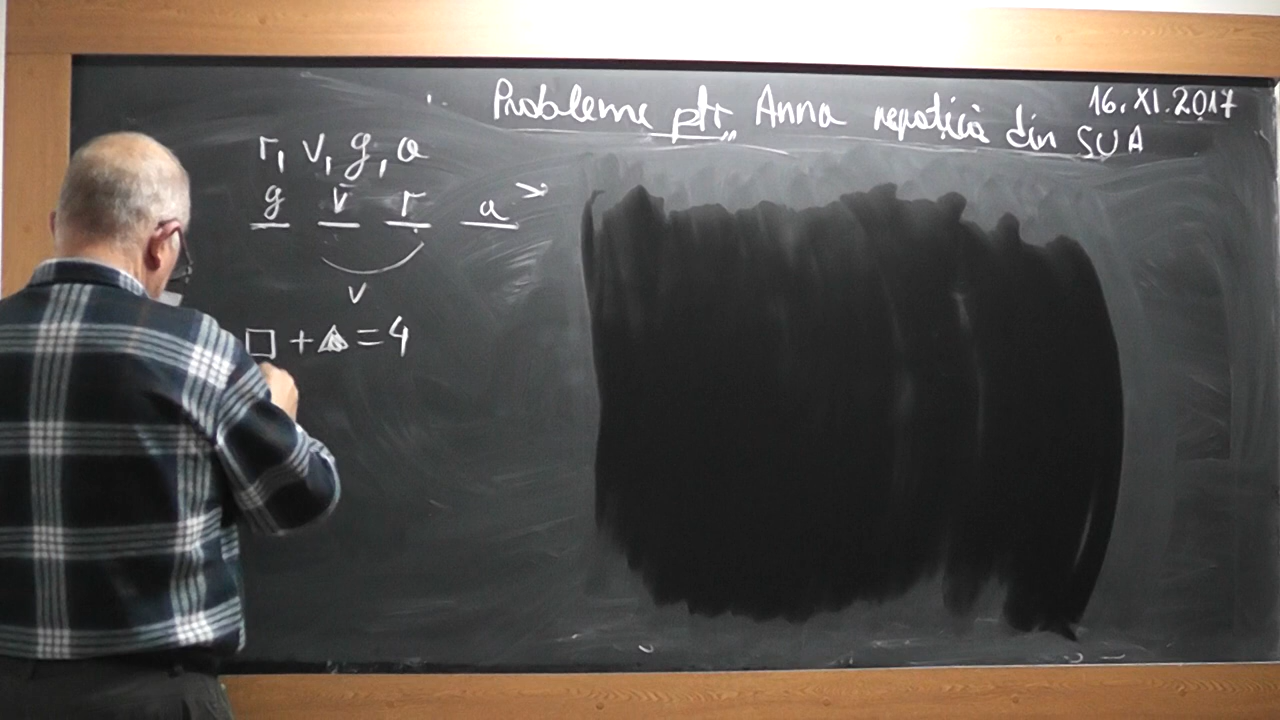 Probleme ptr Anna nepoțică din SUA
16.XI.2017
r, v, g, a
g v r a >
v
□ + △ = 4